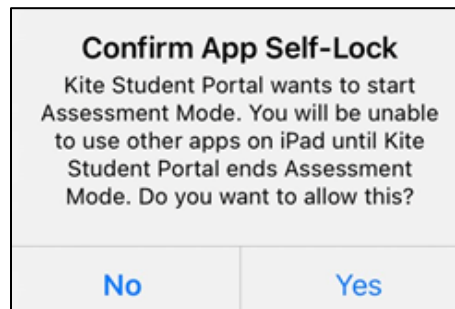 Confirm App Self-Lock
Kite Student Portal wants to start
Assessment Mode. You will be unable
to use other apps on iPad until Kite
Student Portal ends Assessment
Mode. Do you want to allow this?
No Yes